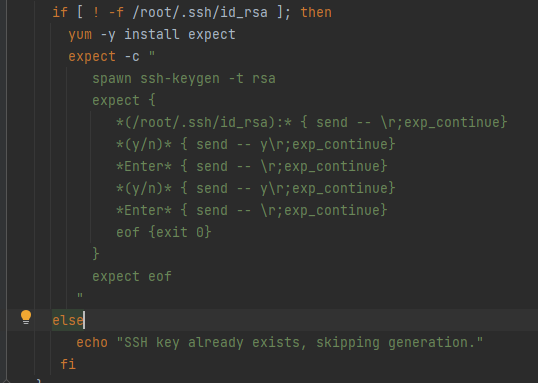 if [ ! -f /root/.ssh/id_rsa ]; then
yum -y install expect
expect -c "
spawn ssh-keygen -t rsa
expect {
*(/root/.ssh/id_rsa):* { send -- \r;exp_continue}
*(y/n)* { send -- y\r;exp_continue}
*Enter* { send -- \r;exp_continue}
*(y/n)* { send -- y\r;exp_continue}
*Enter* { send -- \r;exp_continue}
eof {exit 0}
}
expect eof
"
else
echo "SSH key already exists, skipping generation."
fi